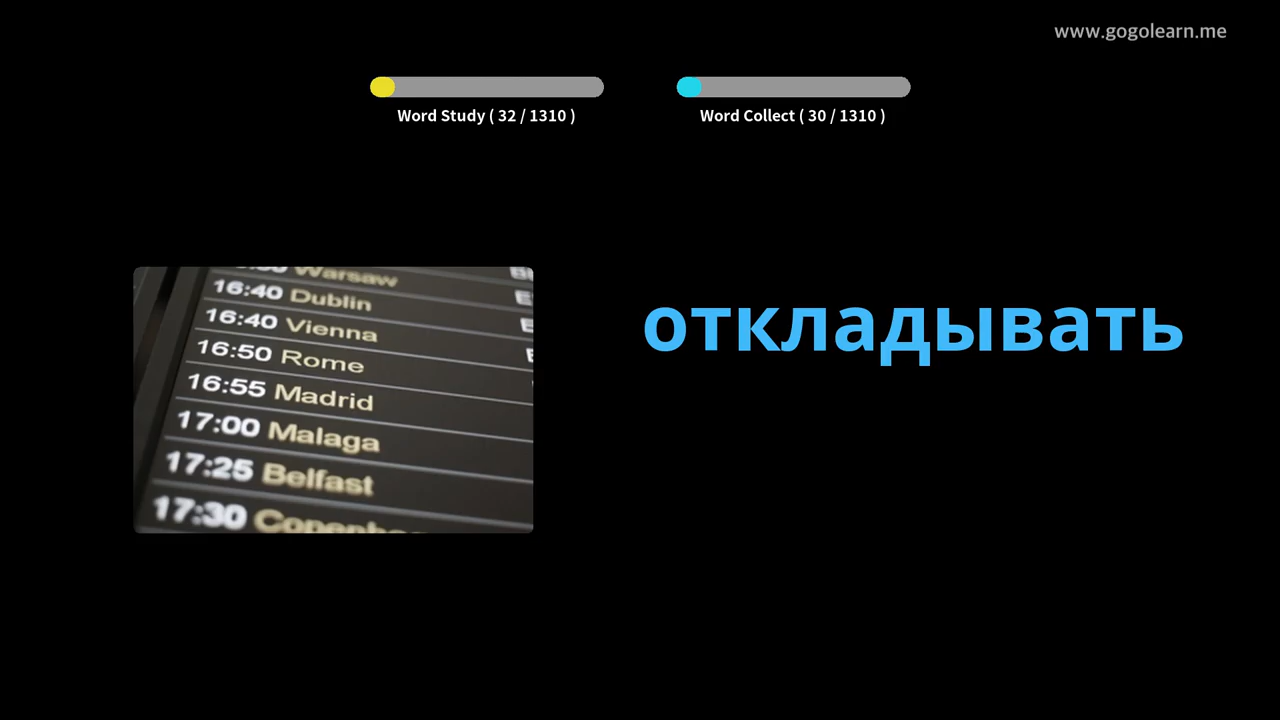 www.gogolearn.me
Word Study ( 32 / 1310 )
Word Collect ( 30 / 1310 )
откладывать
Warsaw
16:40 Dublin
16:40 Vienna
16:50 Rome
16:55 Madrid
17:00 Malaga
17:25 Belfast
17:30